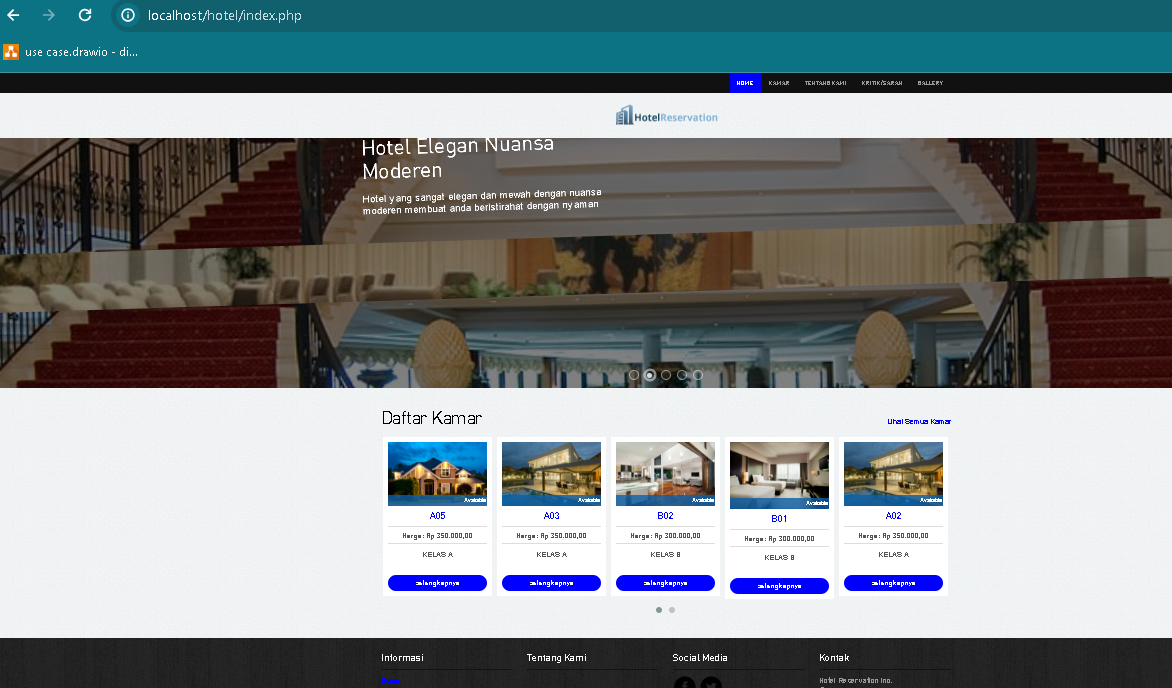 localhost/hotel/index.php
use case.drawio - di...
HOME KAMAR TENTANG KAMI KRITIK/SARAN GALLERY
HotelReservation
Hotel Elegan Nuansa
Moderen
Hotel yang sangat elegan dan mewah dengan nuansa
moderen membuat anda beristirahat dengan nyaman
Daftar Kamar
Lihat Semua Kamar
Available Available Available Available Available
A05 A03 B02 B01 A02
Harga : Rp 350.000,00 Harga : Rp 350.000,00 Harga : Rp 300.000,00 Harga : Rp 300.000,00 Harga : Rp 350.000,00
KELAS A KELAS A KELAS B KELAS B KELAS A
selengkapnya selengkapnya selengkapnya selengkapnya selengkapnya
Informasi Tentang Kami Social Media Kontak
Hotel Reservation Inc.